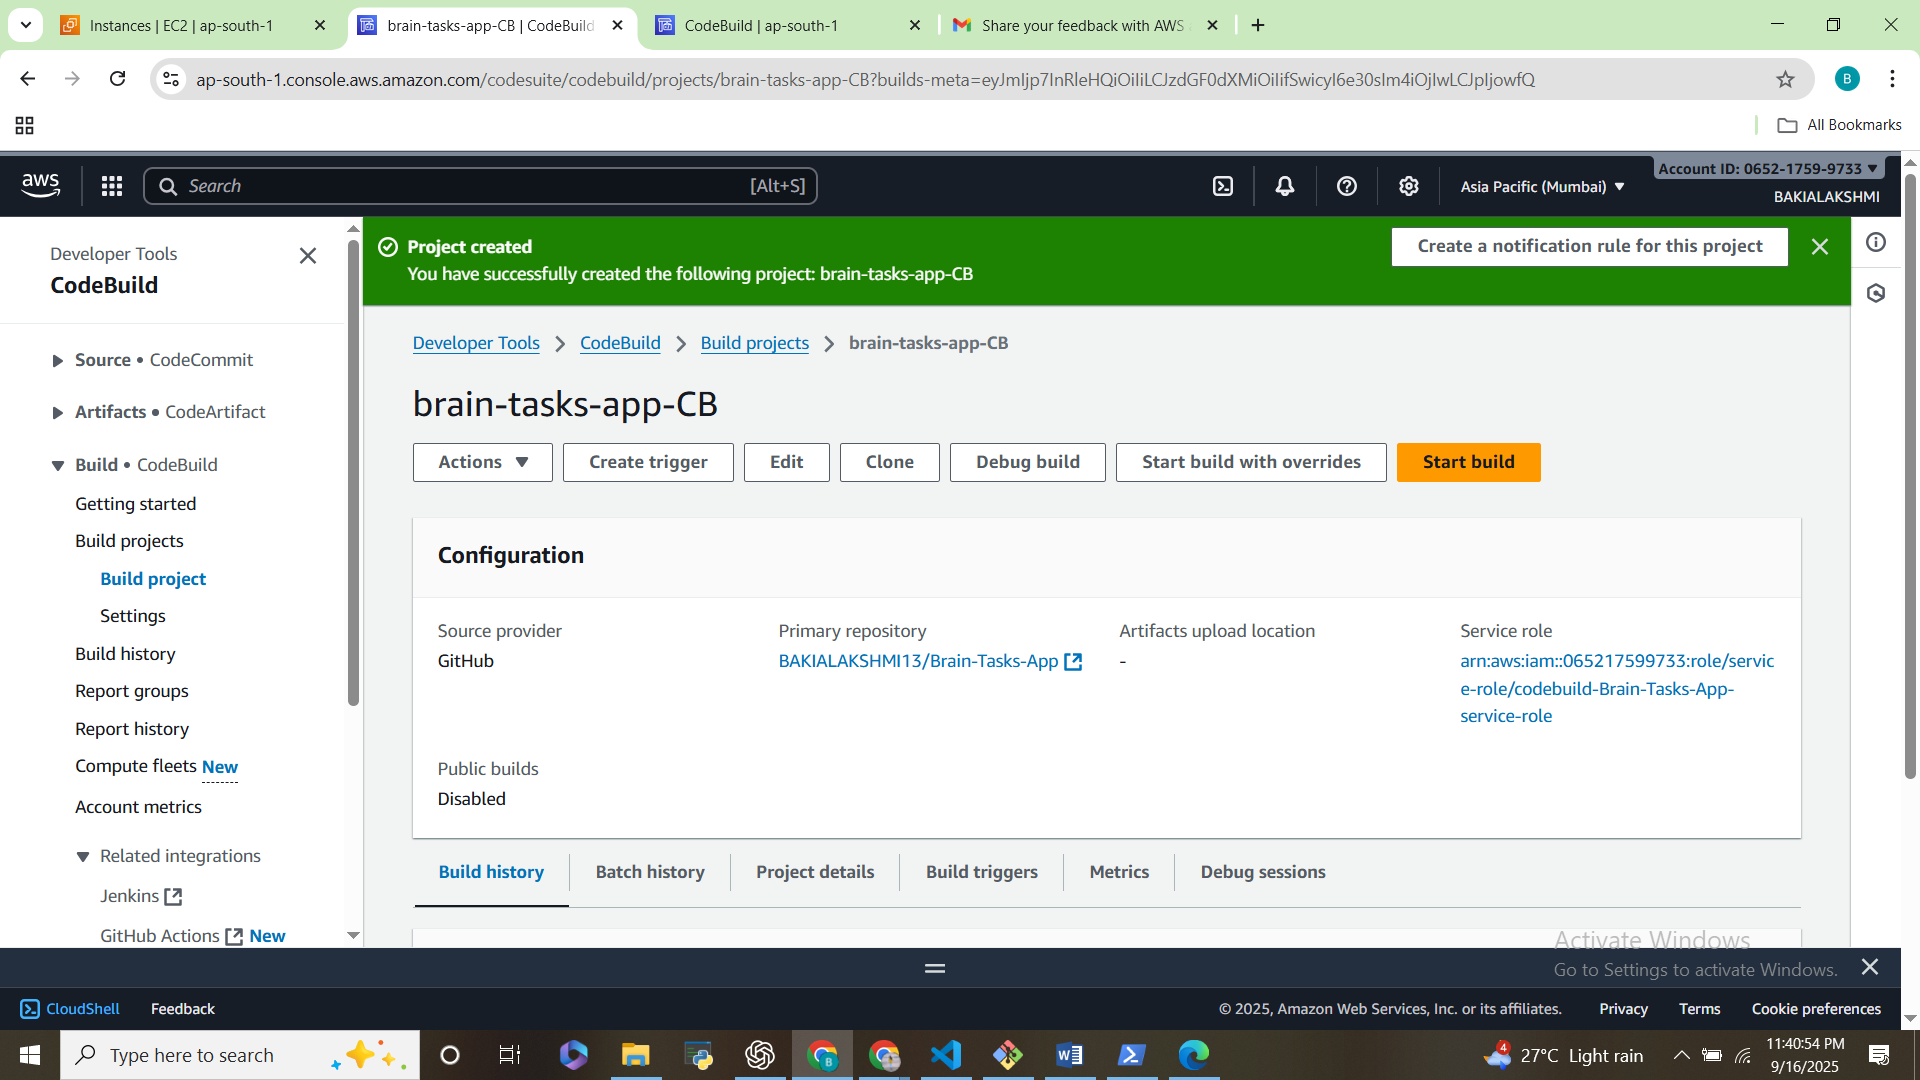 Instances | EC2 | ap-south-1
brain-tasks-app-CB | CodeBuild
CodeBuild | ap-south-1
Share your feedback with AWS
ap-south-1.console.aws.amazon.com/codesuite/codebuild/projects/brain-tasks-app-CB?builds-meta=eyJmIjp7InRleHQiOiIiLCJzdGF0dXMiOiIifSwicyI6e30sIm4iOjIwLCJpIjowfQ
B
All Bookmarks
aws
Search
[Alt+S]
Asia Pacific (Mumbai)
Account ID: 0652-1759-9733
BAKIALAKSHMI
Developer Tools
CodeBuild
Source • CodeCommit
Artifacts • CodeArtifact
Build • CodeBuild
Getting started
Build projects
Build project
Settings
Build history
Report groups
Report history
Compute fleets New
Account metrics
Related integrations
Jenkins
GitHub Actions New
Project created
You have successfully created the following project: brain-tasks-app-CB
Create a notification rule for this project
Developer Tools
CodeBuild
Build projects
brain-tasks-app-CB
brain-tasks-app-CB
Actions
Create trigger
Edit
Clone
Debug build
Start build with overrides
Start build
Configuration
Source provider
GitHub
Primary repository
BAKIALAKSHMI13/Brain-Tasks-App
Artifacts upload location
-
Service role
arn:aws:iam::065217599733:role/servic
e-role/codebuild-Brain-Tasks-App-
service-role
Public builds
Disabled
Build history
Batch history
Project details
Build triggers
Metrics
Debug sessions
Activate Windows
Go to Settings to activate Windows.
CloudShell
Feedback
© 2025, Amazon Web Services, Inc. or its affiliates.
Privacy
Terms
Cookie preferences
Type here to search
B
4
27°C Light rain
11:40:54 PM
9/16/2025